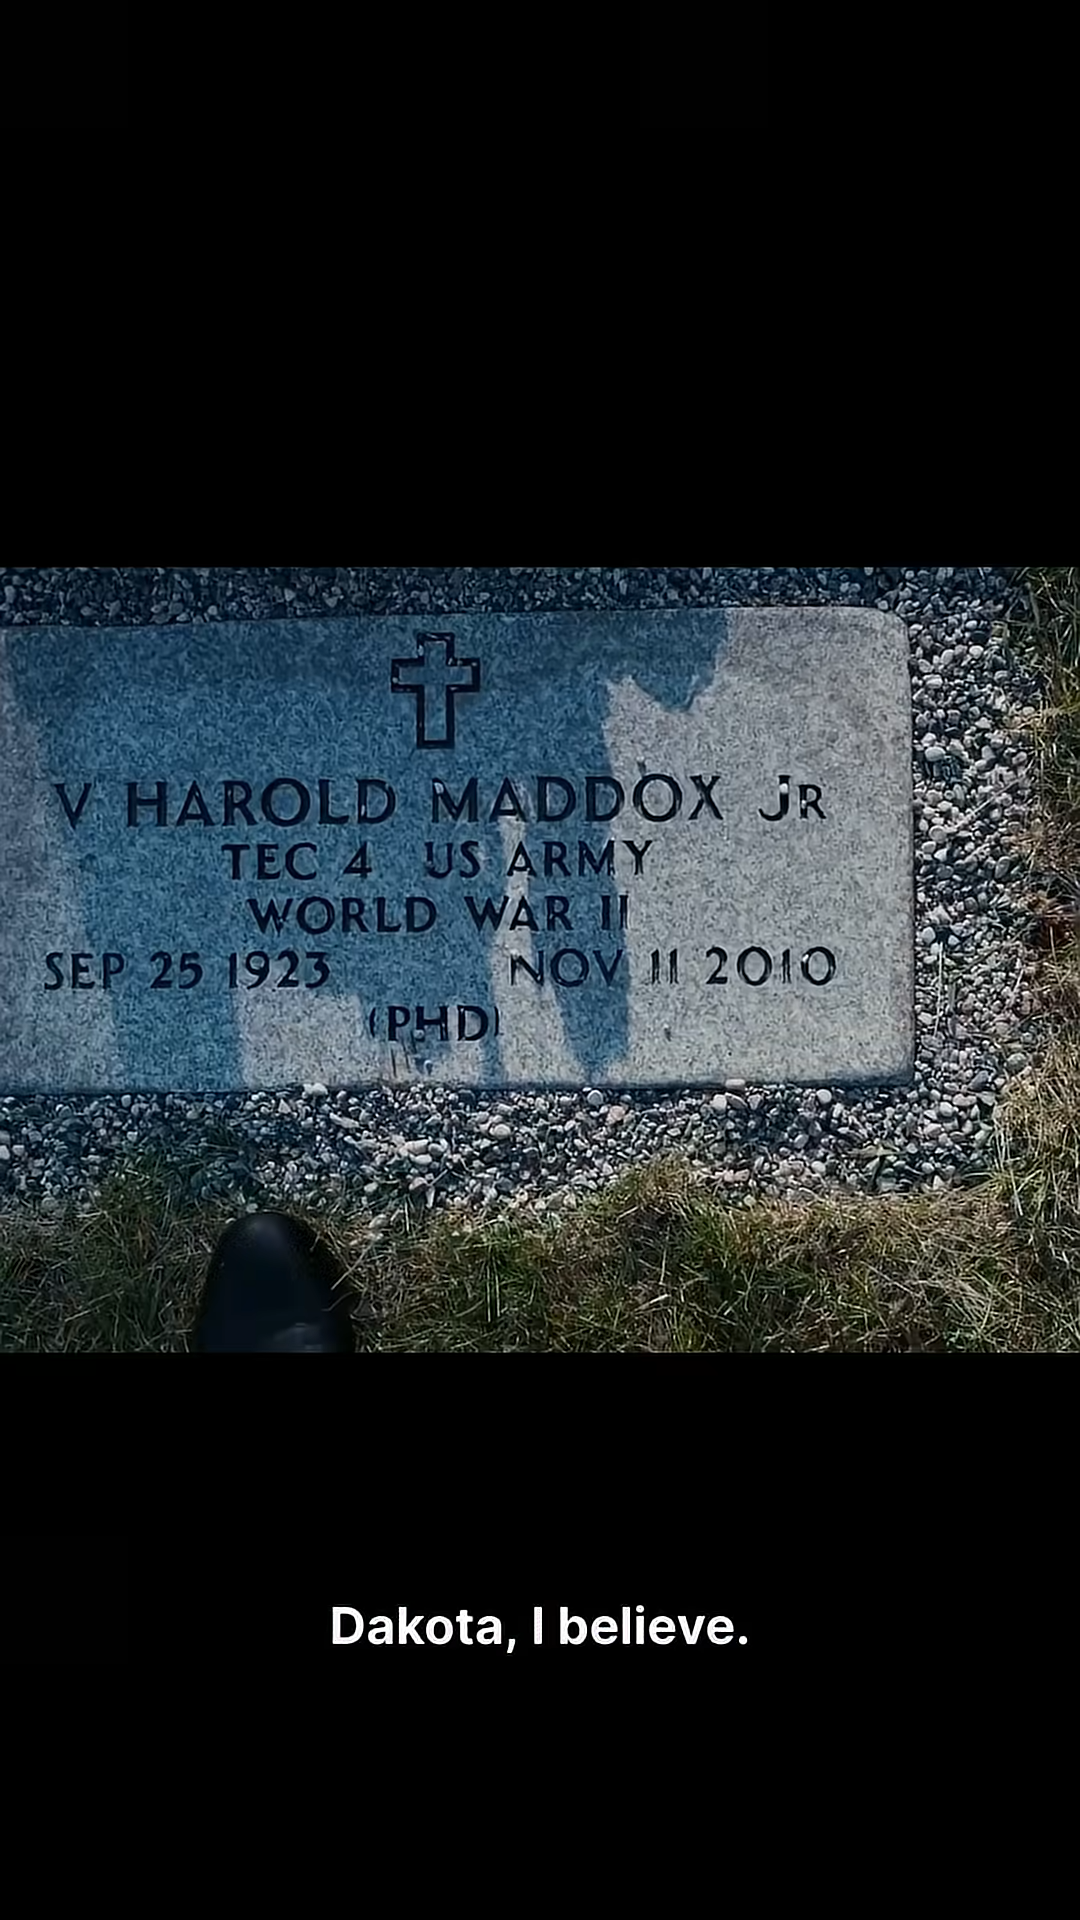 V HAROLD MADDOX JR
TEC 4 US ARMY
WORLD WAR II
SEP 25 1923 NOV 11 2010
(PHD)
Dakota, I believe.